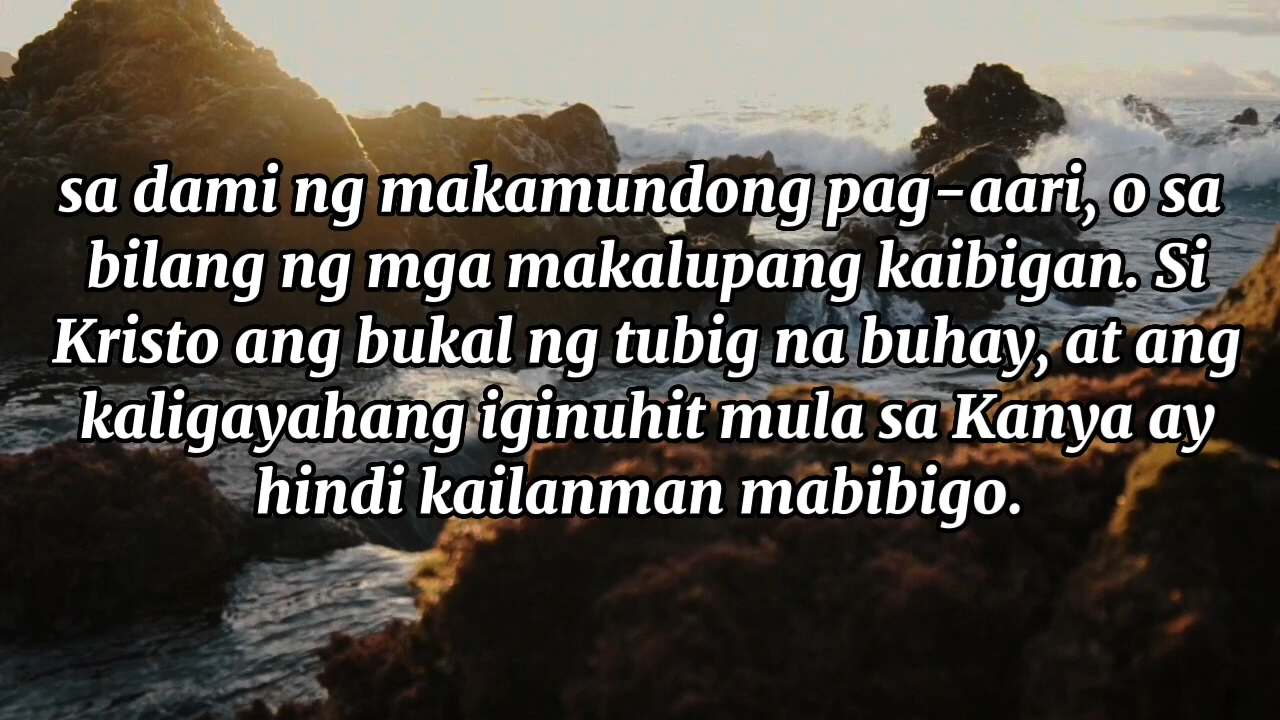 sa dami ng makamundong pag-aari, o sa
bilang ng mga makalupang kaibigan. Si
Kristo ang bukal ng tubig na buhay, at ang
kaligayahang iginuhit mula sa Kanya ay
hindi kailanman mabibigo.